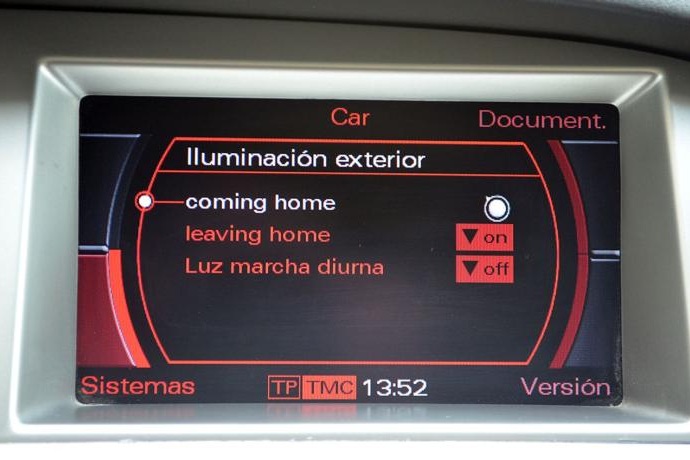 Car
Document.
Iluminación exterior
coming home
leaving home
on
Luz marcha diurna
off
Sistemas
TP TMC 13:52
Versión